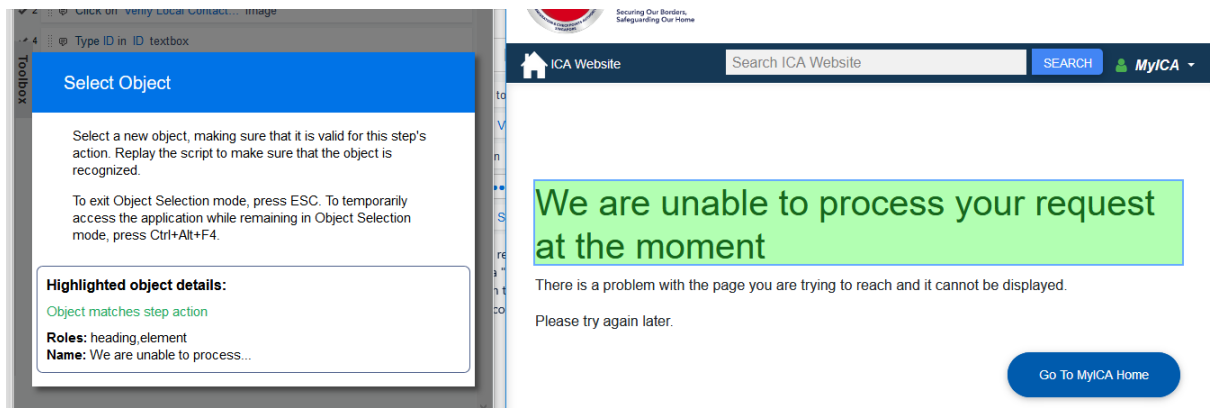 2 Click on Verify Local Contact... image
4 Type ID in ID textbox
Toolbox
Select Object
Select a new object, making sure that it is valid for this step's
action. Replay the script to make sure that the object is
recognized.
To exit Object Selection mode, press ESC. To temporarily
access the application while remaining in Object Selection
mode, press Ctrl+Alt+F4.
Highlighted object details:
Object matches step action
Roles: heading,element
Name: We are unable to process...
Securing Our Borders,
Safeguarding Our Home
ICA Website
Search ICA Website
SEARCH
MyICA
We are unable to process your request
at the moment
There is a problem with the page you are trying to reach and it cannot be displayed.
Please try again later.
Go To MyICA Home